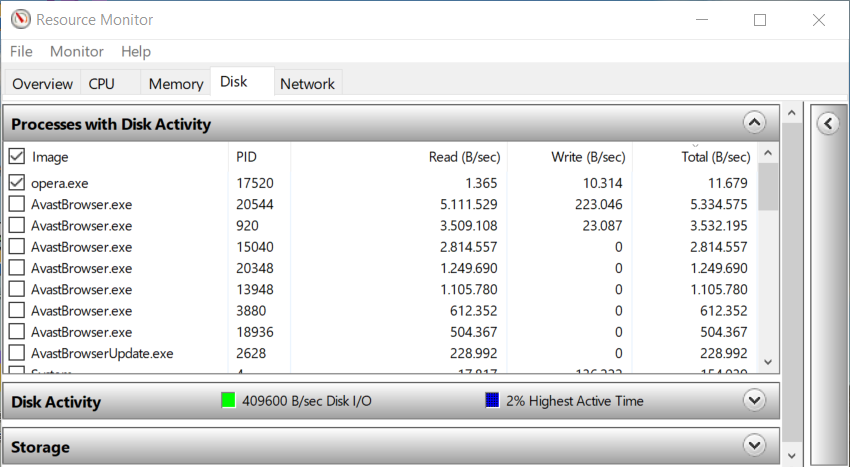 Resource Monitor
File Monitor Help
Overview CPU Memory Disk Network
Processes with Disk Activity
Image PID Read (B/sec) Write (B/sec) Total (B/sec)
opera.exe 17520 1.365 10.314 11.679
AvastBrowser.exe 20544 5.111.529 223.046 5.334.575
AvastBrowser.exe 920 3.509.108 23.087 3.532.195
AvastBrowser.exe 15040 2.814.557 0 2.814.557
AvastBrowser.exe 20348 1.249.690 0 1.249.690
AvastBrowser.exe 13948 1.105.780 0 1.105.780
AvastBrowser.exe 3880 612.352 0 612.352
AvastBrowser.exe 18936 504.367 0 504.367
AvastBrowserUpdate.exe 2628 228.992 0 228.992
System 4
Disk Activity 409600 B/sec Disk I/O 2% Highest Active Time
Storage